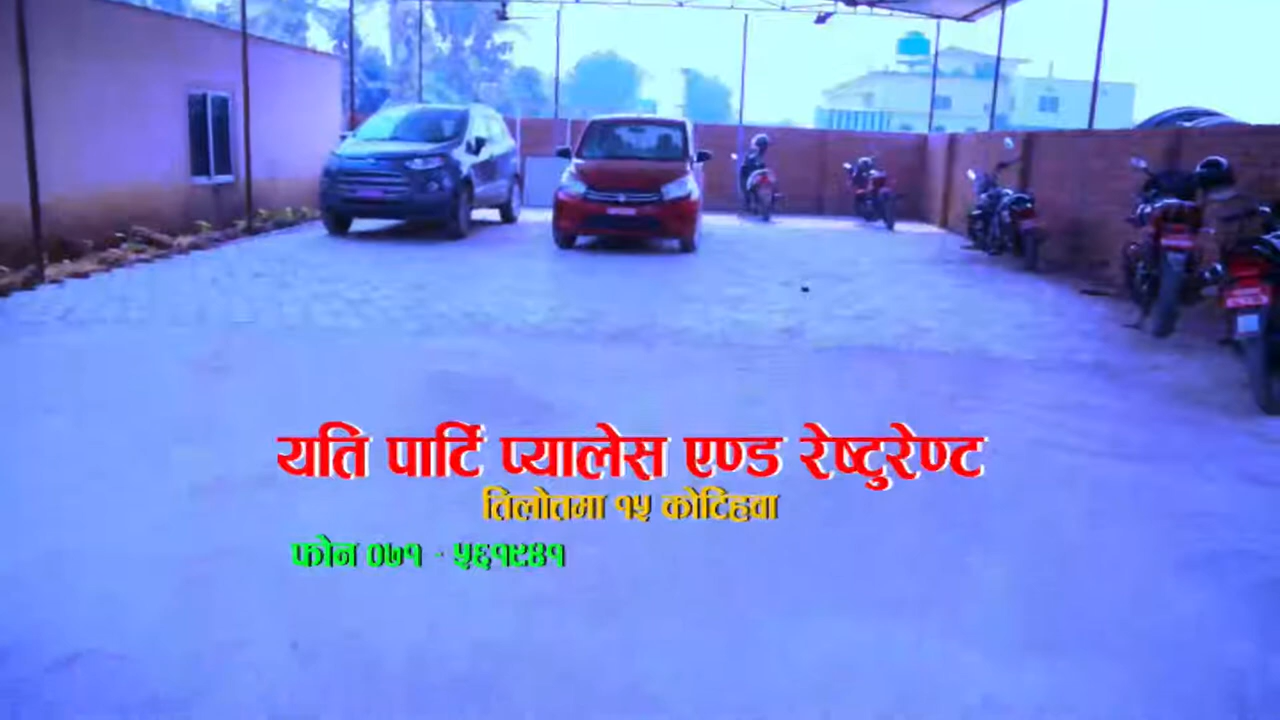 यति पार्टि प्यालेस एण्ड रेष्टुरेण्ट
तिलोतमा १५ कोटिहवा
फोन ०७१ - ५६१९४१